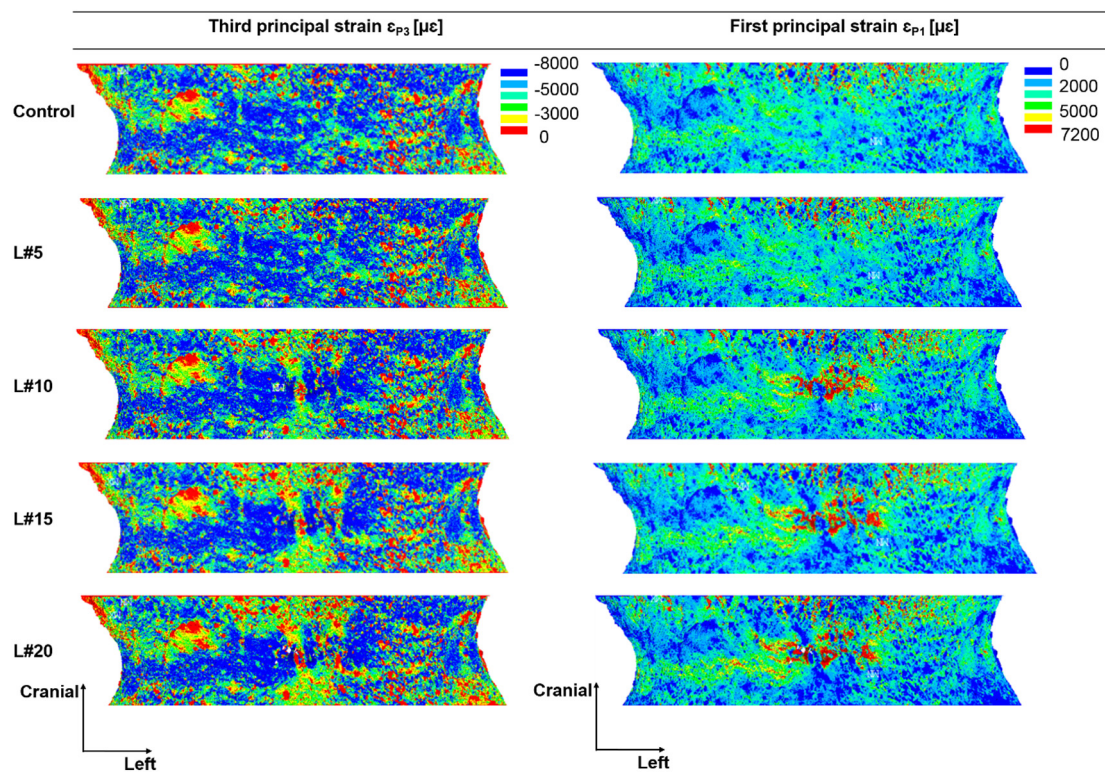 Third principal strain εP3 [με]
First principal strain εP1 [με]
Control
-8000
-5000
-3000
0
0
2000
5000
7200
L#5
L#10
L#15
L#20
Cranial
Left
Cranial
Left